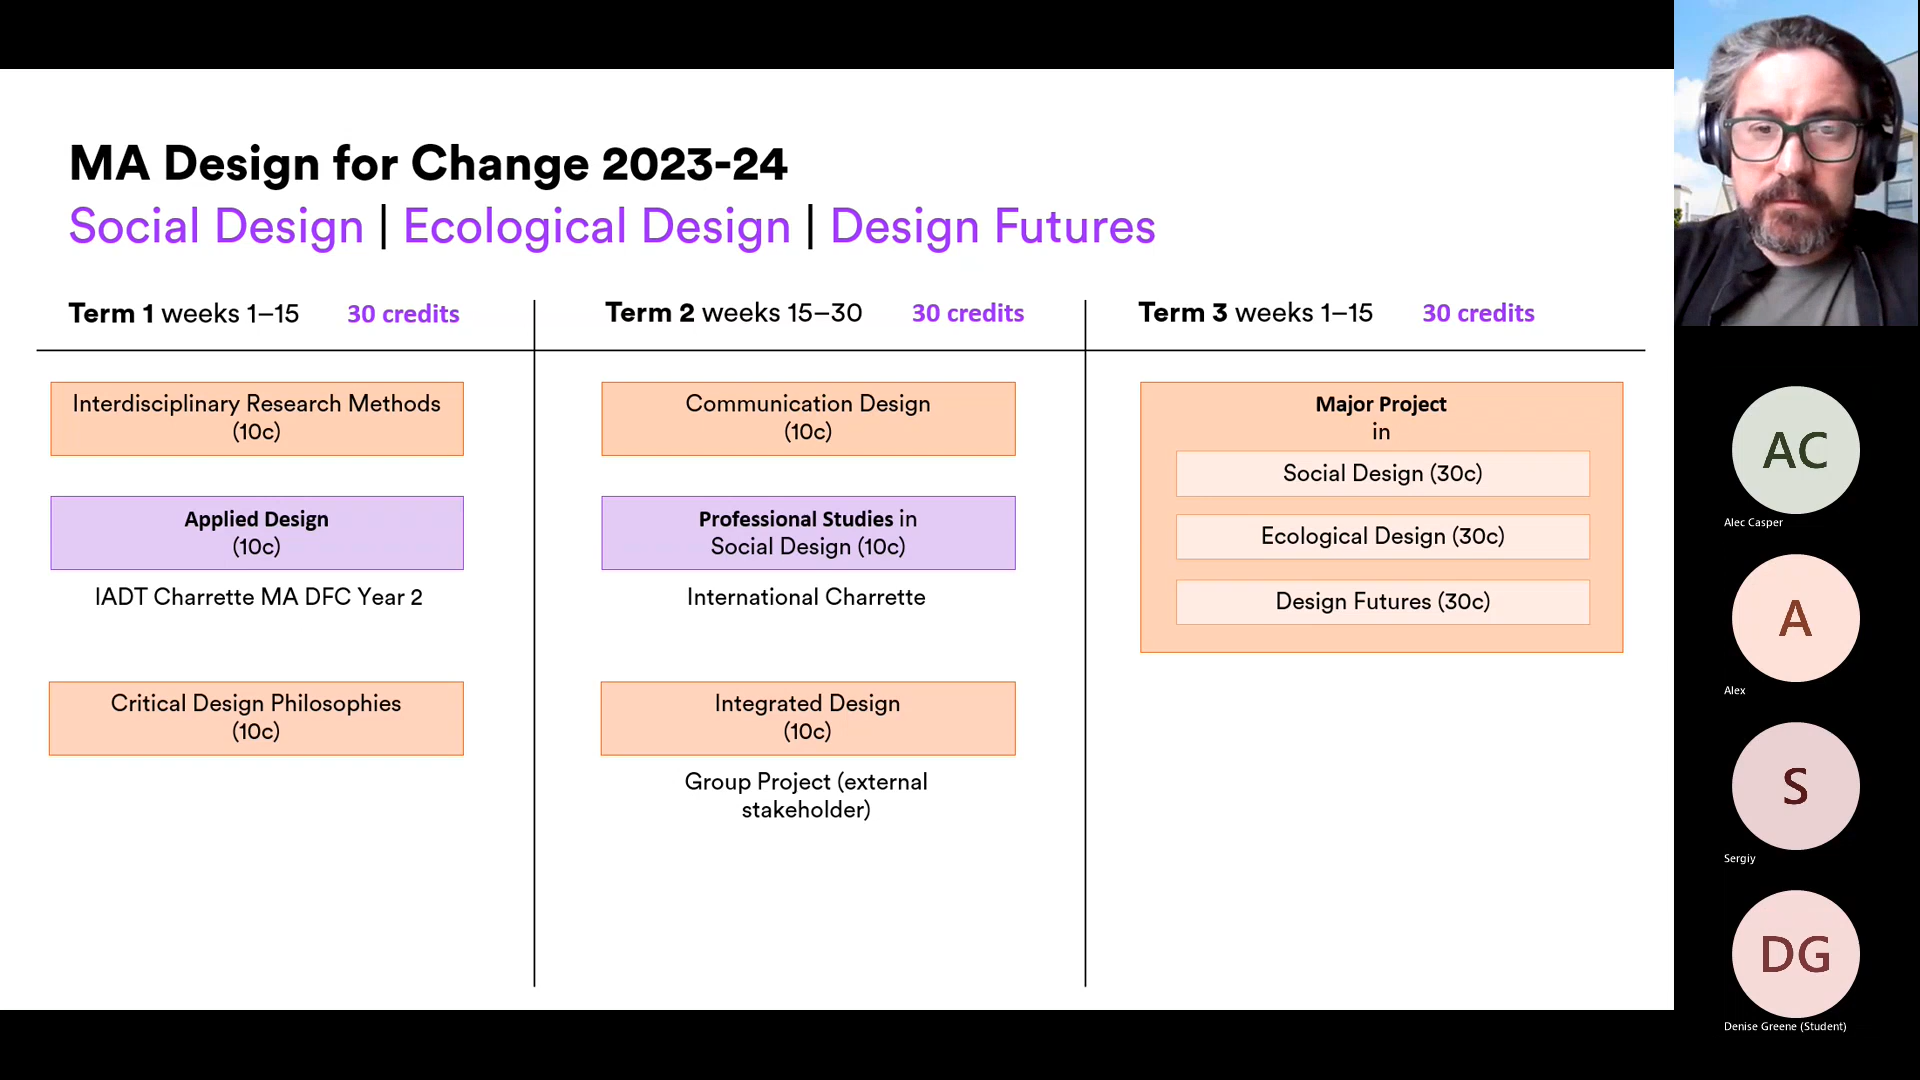 MA Design for Change 2023-24
Social Design | Ecological Design | Design Futures
Term 1 weeks 1–15 30 credits
Interdisciplinary Research Methods
(10c)
Applied Design
(10c)
IADT Charrette MA DFC Year 2
Critical Design Philosophies
(10c)
Term 2 weeks 15–30 30 credits
Communication Design
(10c)
Professional Studies in
Social Design (10c)
International Charrette
Integrated Design
(10c)
Group Project (external
stakeholder)
Term 3 weeks 1–15 30 credits
Major Project
in
Social Design (30c)
Ecological Design (30c)
Design Futures (30c)
AC
Alec Casper
A
Alex
S
Sergiy
DG
Denise Greene (Student)